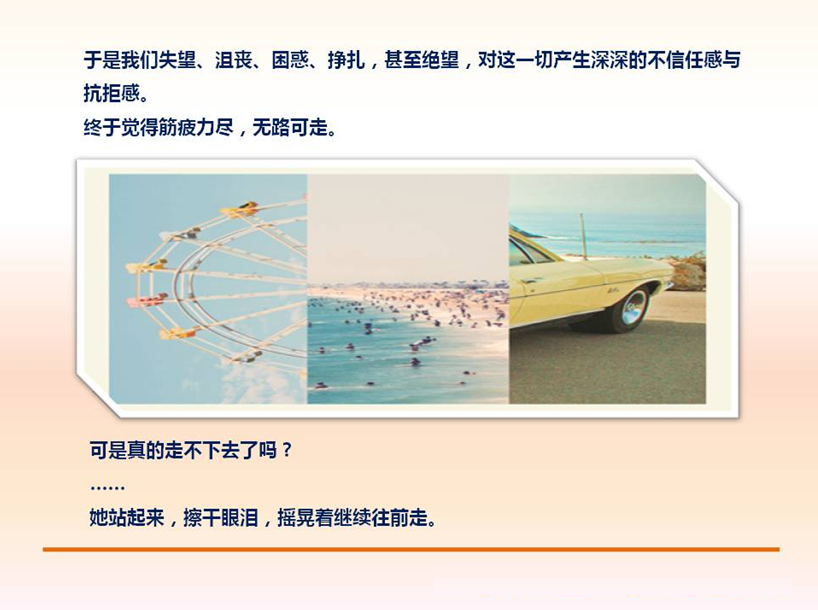 于是我们失望、沮丧、困惑、挣扎，甚至绝望，对这一切产生深深的不信任感与
抗拒感。
终于觉得筋疲力尽，无路可走。
可是真的走不下去了吗？
……
她站起来，擦干眼泪，摇晃着继续往前走。